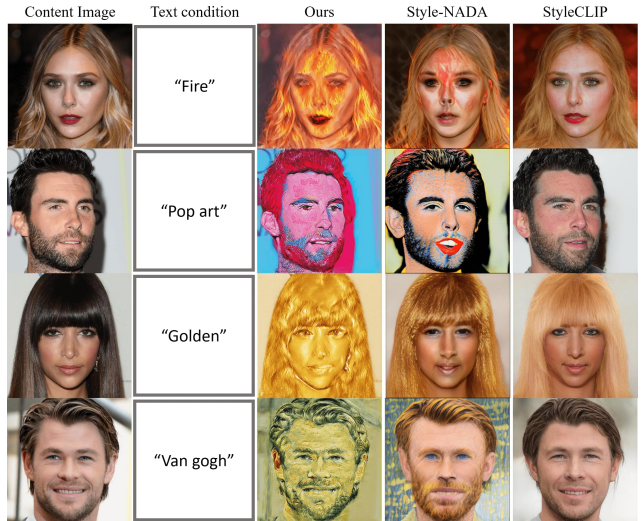 Content Image Text condition Ours Style-NADA StyleCLIP
“Fire”
“Pop art”
“Golden”
“Van gogh”